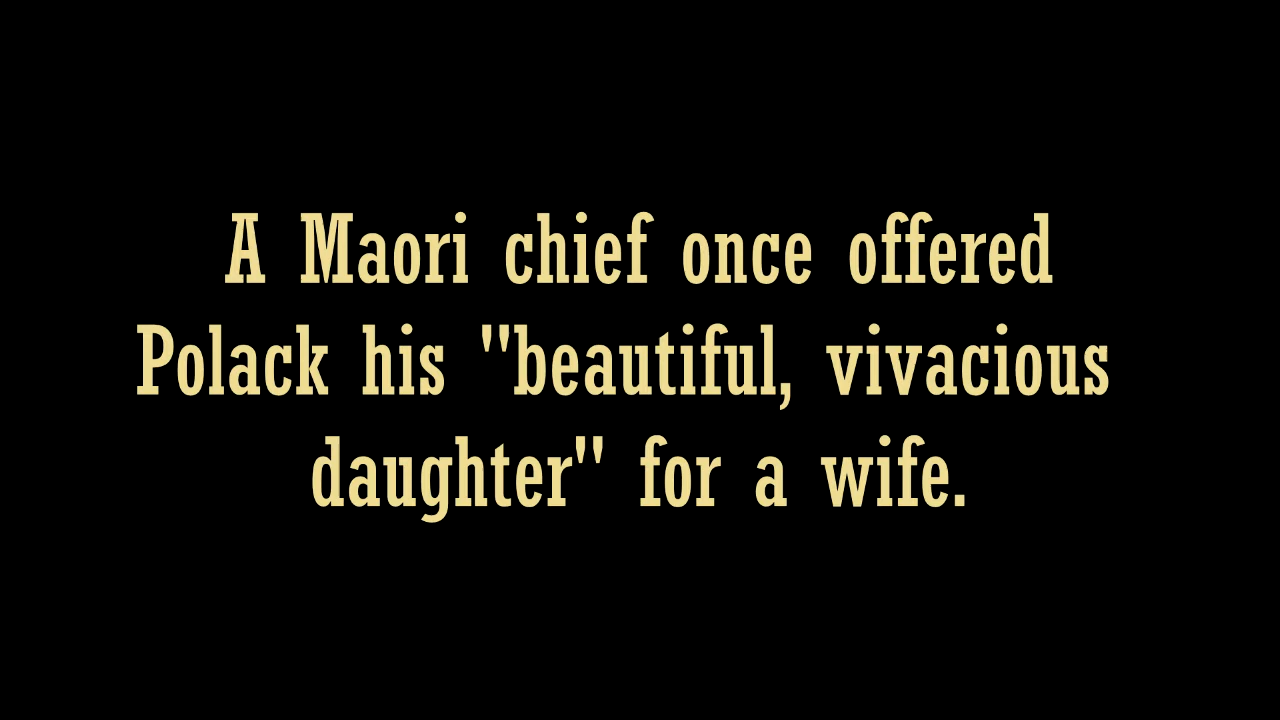 A Maori chief once offered
Polack his "beautiful, vivacious
daughter" for a wife.